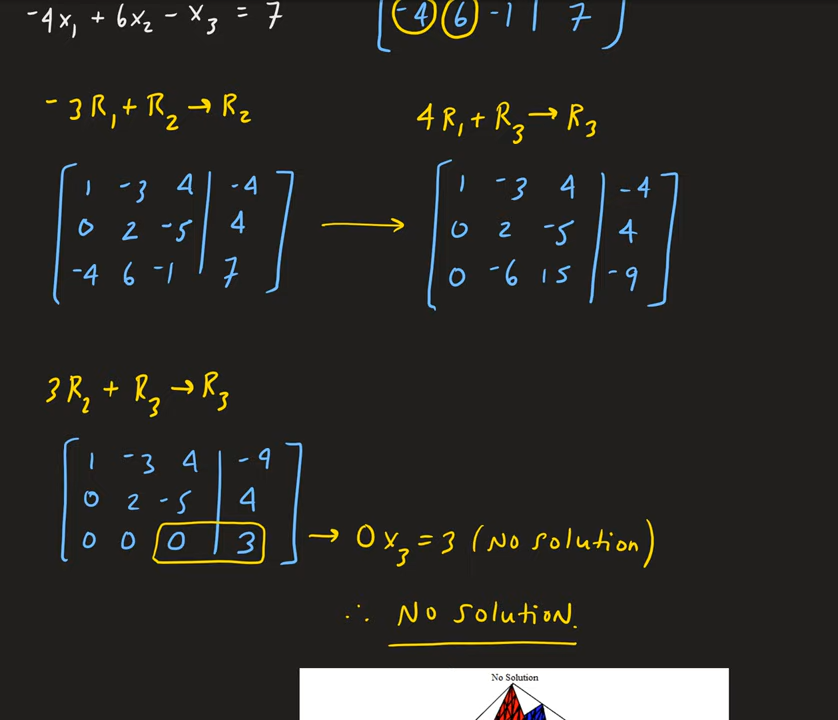 -4x₁ + 6x₂ - x₃ = 7 [ -4 6 -1 | 7 ]
-3R₁ + R₂ → R₂ 4R₁ + R₃ → R₃
[ 1 -3 4 | -4 ] [ 1 -3 4 | -4 ]
[ 0 2 -5 | 4 ] → [ 0 2 -5 | 4 ]
[ -4 6 -1 | 7 ] [ 0 -6 15 | -9 ]
3R₂ + R₃ → R₃
[ 1 -3 4 | -9 ]
[ 0 2 -5 | 4 ]
[ 0 0 0 | 3 ] → 0x₃ = 3 (No solution)
∴ No solution.
No Solution